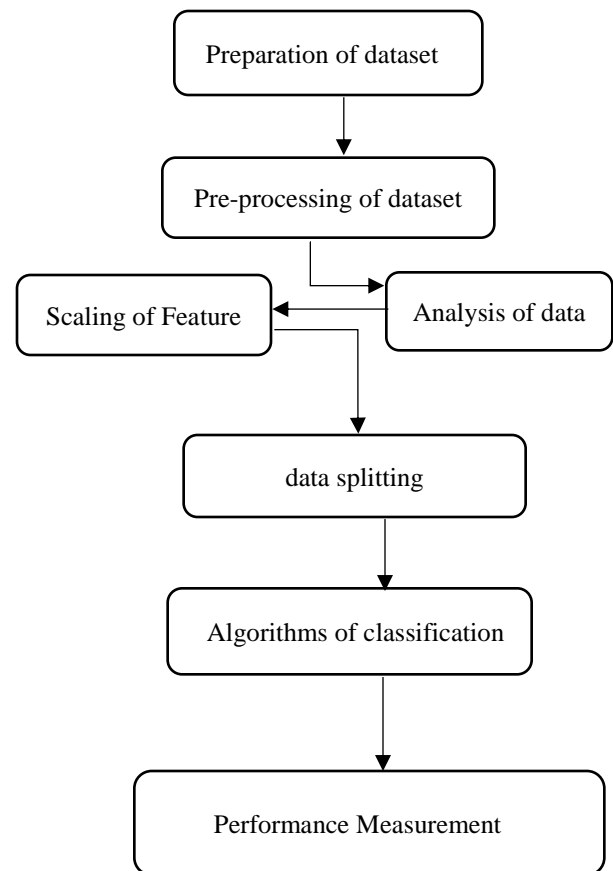 Preparation of dataset
Pre-processing of dataset
Analysis of data
Scaling of Feature
data splitting
Algorithms of classification
Performance Measurement